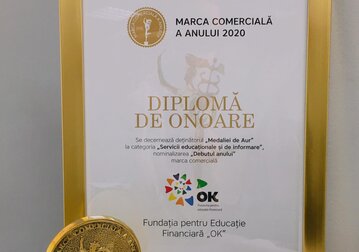 MARCA COMERCIALĂ
A ANULUI 2020
DIPLOMĂ
DE ONOARE
Se decernează deținătorul „Medaliei de Aur”
la categoria „Servicii educaționale și de informare”,
nominalizarea „Debutul anului”
marca comercială
OK
Fundația pentru Educație
Financiară „OK”